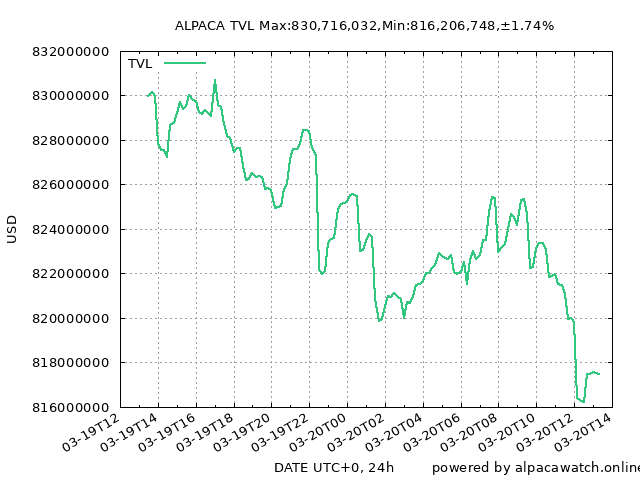 ALPACA TVL Max:830,716,032,Min:816,206,748,±1.74%
TVL
832000000
830000000
828000000
826000000
824000000
822000000
820000000
818000000
816000000
USD
03-19T12
03-19T14
03-19T16
03-19T18
03-19T20
03-19T22
03-20T00
03-20T02
03-20T04
03-20T06
03-20T08
03-20T10
03-20T12
03-20T14
DATE UTC+0, 24h
powered by alpacawatch.online